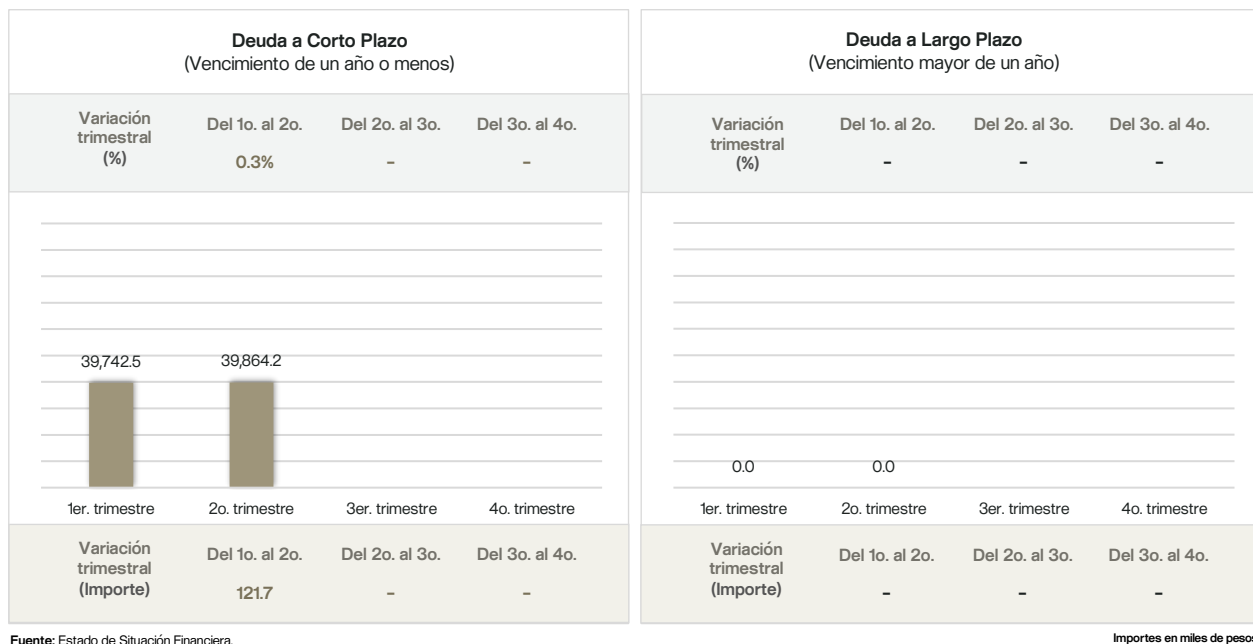 Deuda a Corto Plazo
(Vencimiento de un año o menos)
Variación trimestral (%)
Del 1o. al 2o.
Del 2o. al 3o.
Del 3o. al 4o.
0.3%
–
–
39,742.5
39,864.2
1er. trimestre
2o. trimestre
3er. trimestre
4o. trimestre
Variación trimestral (Importe)
Del 1o. al 2o.
Del 2o. al 3o.
Del 3o. al 4o.
121.7
–
–
Deuda a Largo Plazo
(Vencimiento mayor de un año)
Variación trimestral (%)
Del 1o. al 2o.
Del 2o. al 3o.
Del 3o. al 4o.
–
–
–
0.0
0.0
1er. trimestre
2o. trimestre
3er. trimestre
4o. trimestre
Variación trimestral (Importe)
Del 1o. al 2o.
Del 2o. al 3o.
Del 3o. al 4o.
–
–
–
Fuente: Estado de Situación Financiera.
Importes en miles de pesos